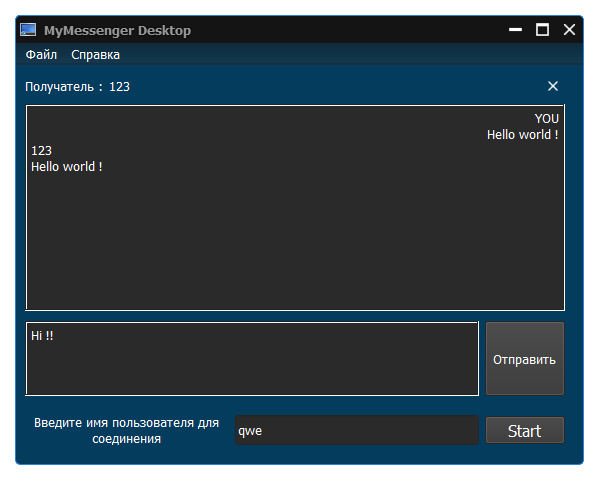 MyMessenger Desktop
Файл Справка
Получатель : 123
YOU
Hello world !
123
Hello world !
Hi !!
Отправить
Введите имя пользователя для
соединения
qwe
Start